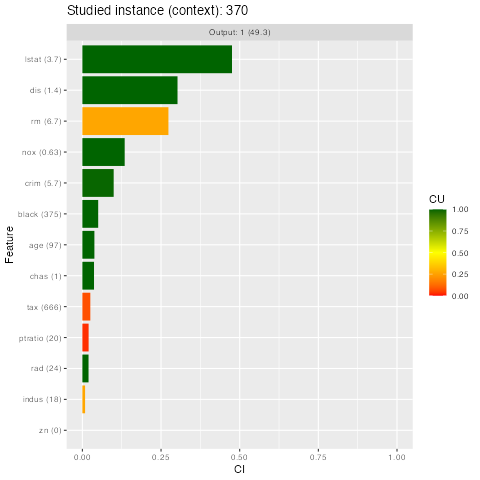 Studied instance (context): 370
Output: 1 (49.3)
Feature
lstat (3.7)
dis (1.4)
rm (6.7)
nox (0.63)
crim (5.7)
black (375)
age (97)
chas (1)
tax (666)
ptratio (20)
rad (24)
indus (18)
zn (0)
0.00 0.25 0.50 0.75 1.00
CI
CU
1.00
0.75
0.50
0.25
0.00